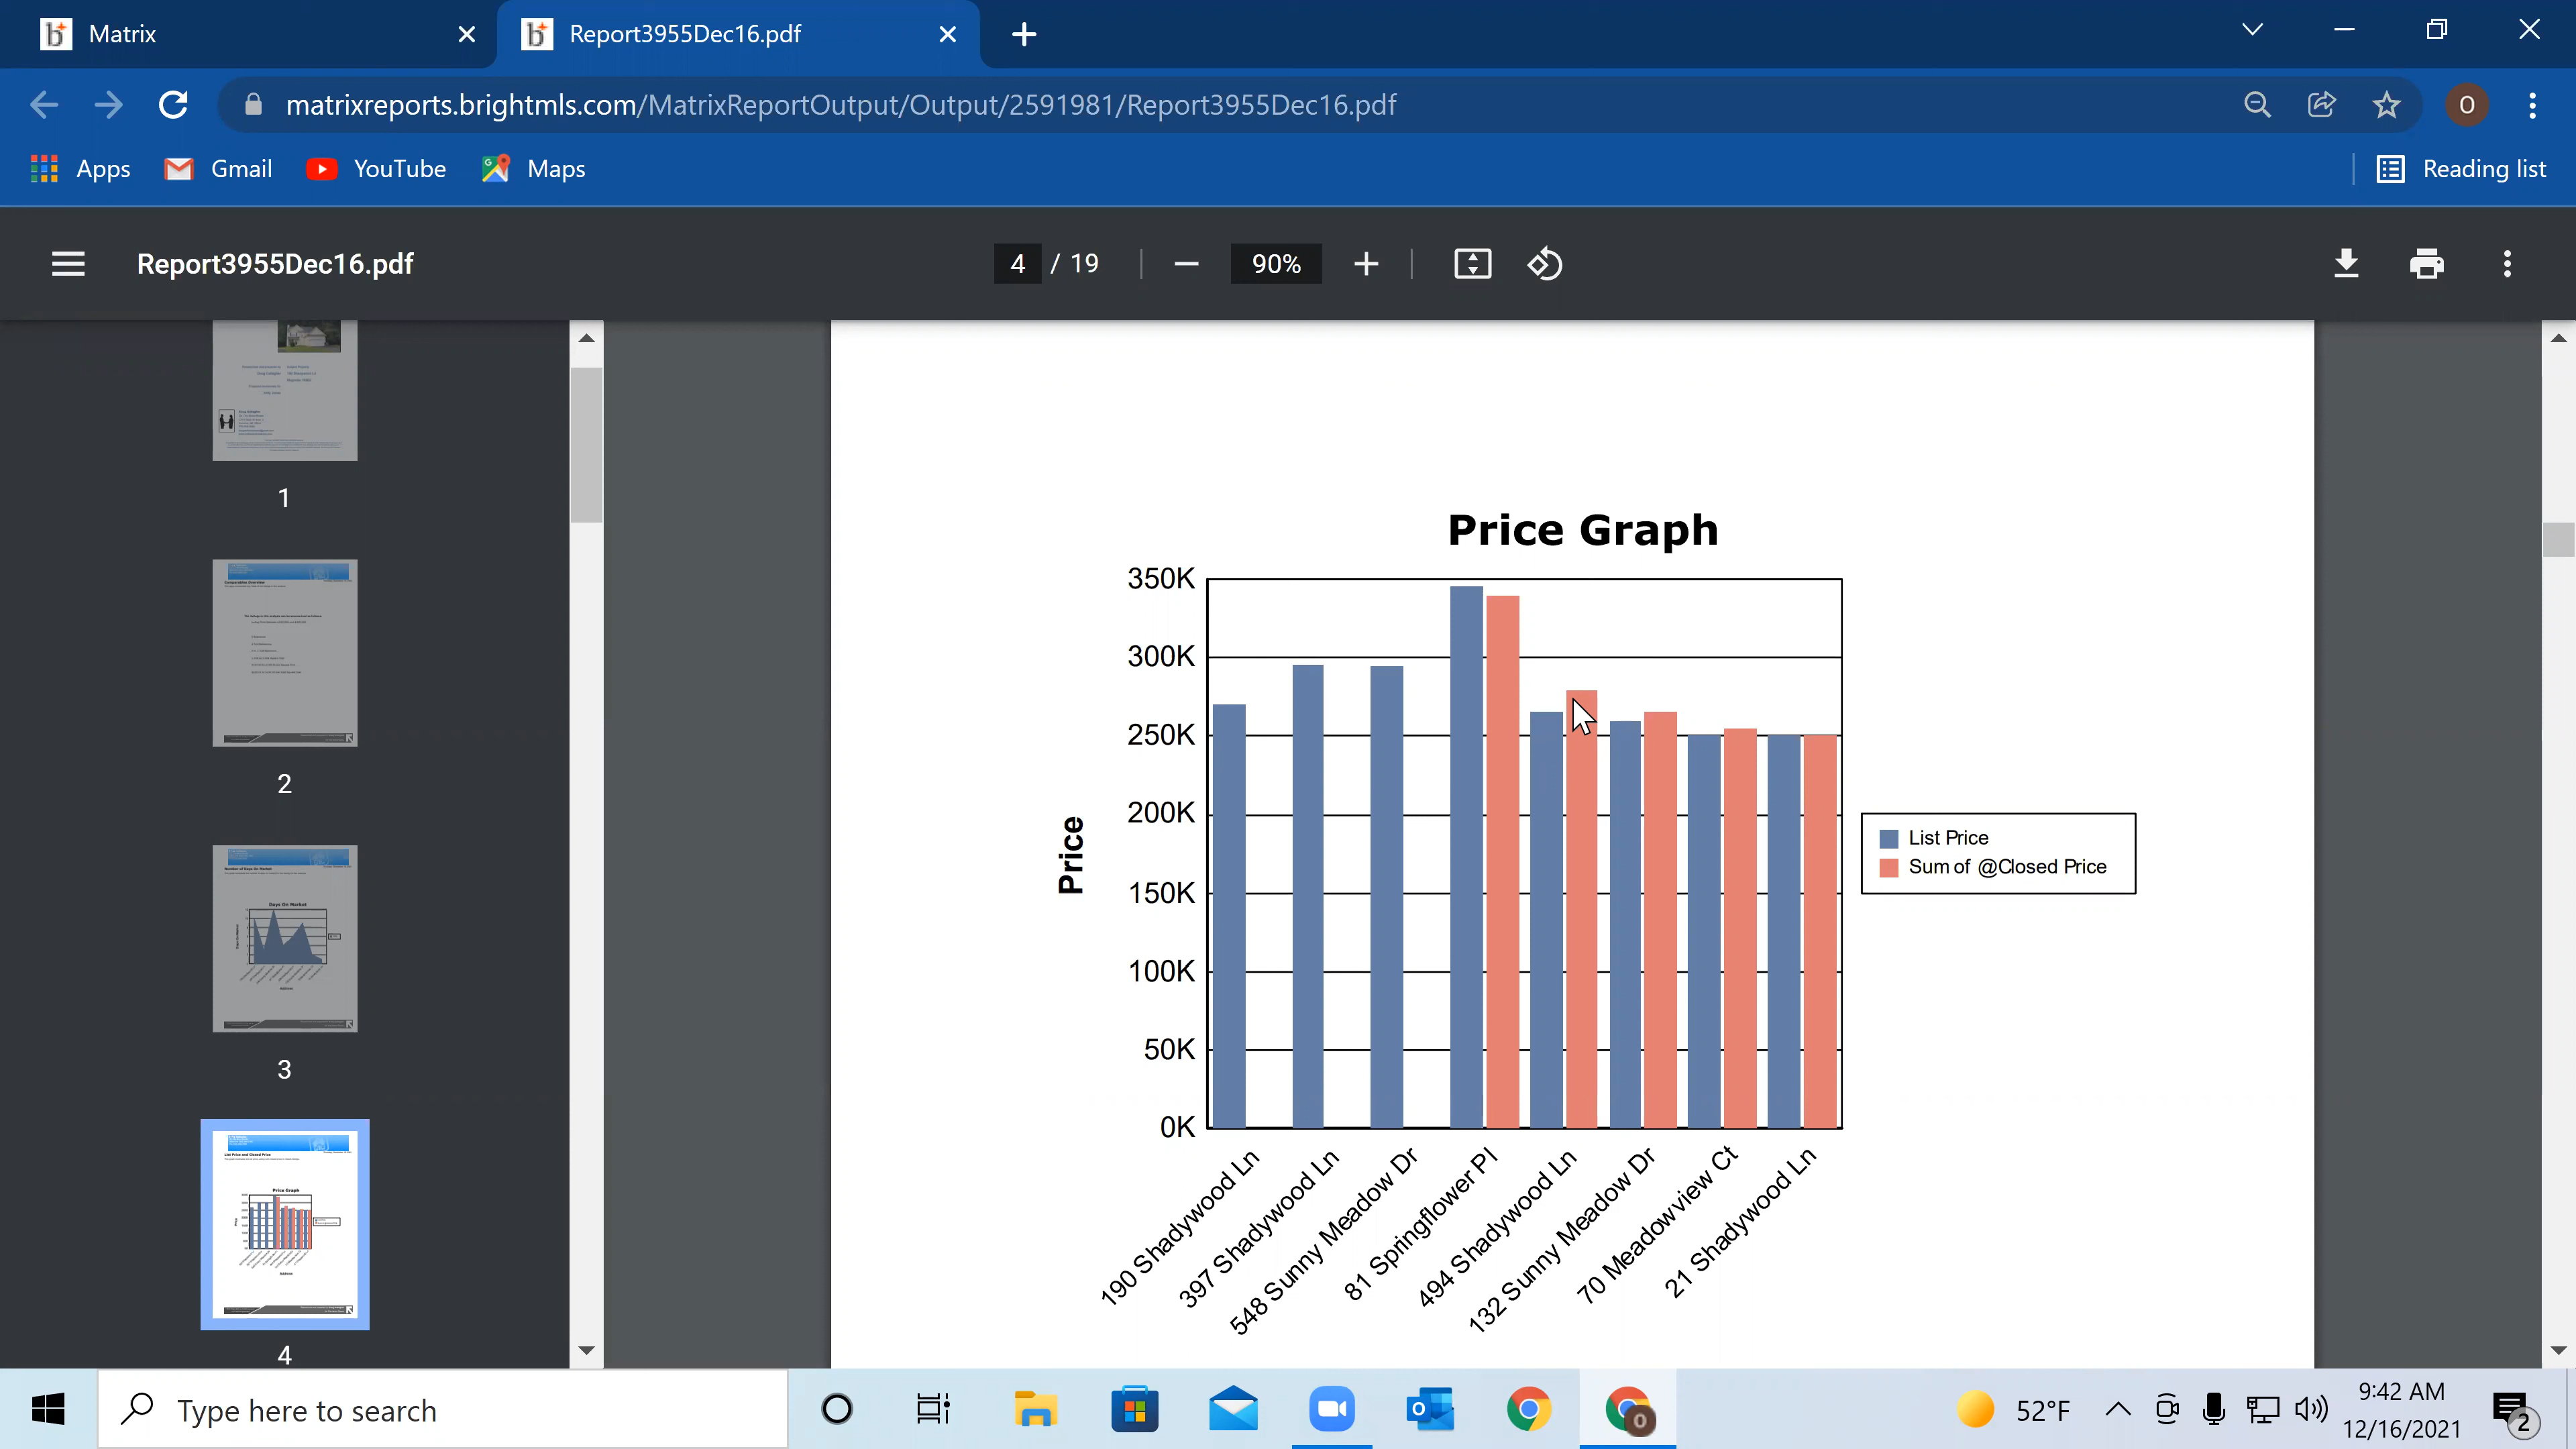 Matrix
Report3955Dec16.pdf
matrixreports.brightmls.com/MatrixReportOutput/Output/2591981/Report3955Dec16.pdf
O
Apps
Gmail
YouTube
Maps
Reading list
Report3955Dec16.pdf
4 / 19
90%
1
2
3
4
Price Graph
350K
300K
250K
200K
150K
100K
50K
0K
Price
List Price
Sum of @Closed Price
190 Shadywood Ln
397 Shadywood Ln
548 Sunny Meadow Dr
81 Springflower Pl
494 Shadywood Ln
132 Sunny Meadow Dr
70 Meadowview Ct
21 Shadywood Ln
Type here to search
52°F
9:42 AM
12/16/2021
2